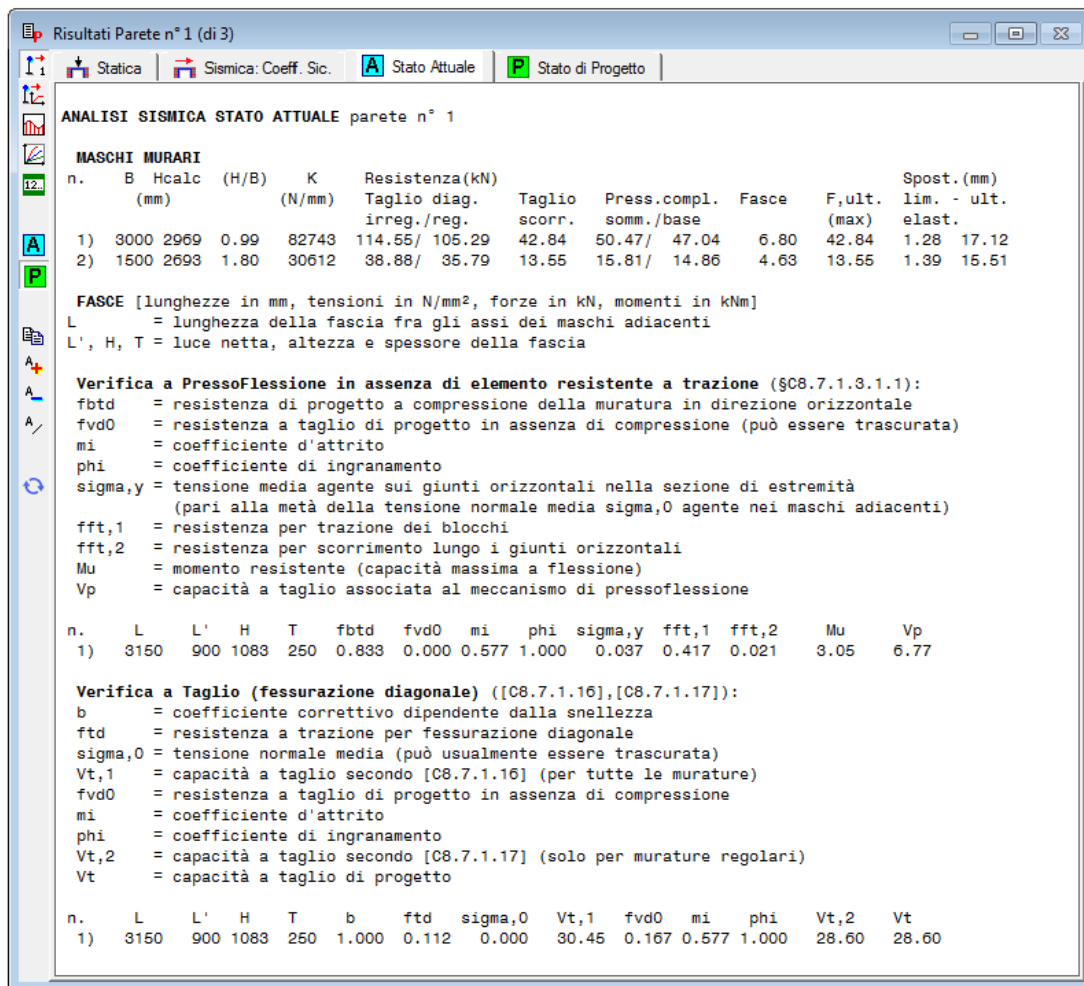 Risultati Parete n° 1 (di 3)
Statica
Sismica: Coeff. Sic.
A Stato Attuale
P Stato di Progetto
ANALISI SISMICA STATO ATTUALE parete n° 1
MASCHI MURARI
n. B Hcalc (H/B) K Resistenza(kN) Spost.(mm)
(mm) (N/mm) Taglio diag. Taglio Press.compl. Fasce F,ult. lim. - ult.
irreg./reg. scorr. somm./base (max) elast.
1) 3000 2969 0.99 82743 114.55/ 105.29 42.84 50.47/ 47.04 6.80 42.84 1.28 17.12
2) 1500 2693 1.80 30612 38.88/ 35.79 13.55 15.81/ 14.86 4.63 13.55 1.39 15.51
FASCE [lunghezze in mm, tensioni in N/mm², forze in kN, momenti in kNm]
L = lunghezza della fascia fra gli assi dei maschi adiacenti
L', H, T = luce netta, altezza e spessore della fascia
Verifica a PressoFlessione in assenza di elemento resistente a trazione (§C8.7.1.3.1.1):
fbtd = resistenza di progetto a compressione della muratura in direzione orizzontale
fvd0 = resistenza a taglio di progetto in assenza di compressione (può essere trascurata)
mi = coefficiente d'attrito
phi = coefficiente di ingranamento
sigma,y = tensione media agente sui giunti orizzontali nella sezione di estremità
(pari alla metà della tensione normale media sigma,0 agente nei maschi adiacenti)
fft,1 = resistenza per trazione dei blocchi
fft,2 = resistenza per scorrimento lungo i giunti orizzontali
Mu = momento resistente (capacità massima a flessione)
Vp = capacità a taglio associata al meccanismo di pressoflessione
n. L L' H T fbtd fvd0 mi phi sigma,y fft,1 fft,2 Mu Vp
1) 3150 900 1083 250 0.833 0.000 0.577 1.000 0.037 0.417 0.021 3.05 6.77
Verifica a Taglio (fessurazione diagonale) ([C8.7.1.16],[C8.7.1.17]):
b = coefficiente correttivo dipendente dalla snellezza
ftd = resistenza a trazione per fessurazione diagonale
sigma,0 = tensione normale media (può usualmente essere trascurata)
Vt,1 = capacità a taglio secondo [C8.7.1.16] (per tutte le murature)
fvd0 = resistenza a taglio di progetto in assenza di compressione
mi = coefficiente d'attrito
phi = coefficiente di ingranamento
Vt,2 = capacità a taglio secondo [C8.7.1.17] (solo per murature regolari)
Vt = capacità a taglio di progetto
n. L L' H T b ftd sigma,0 Vt,1 fvd0 mi phi Vt,2 Vt
1) 3150 900 1083 250 1.000 0.112 0.000 30.45 0.167 0.577 1.000 28.60 28.60
12..
A
P
A
A
A